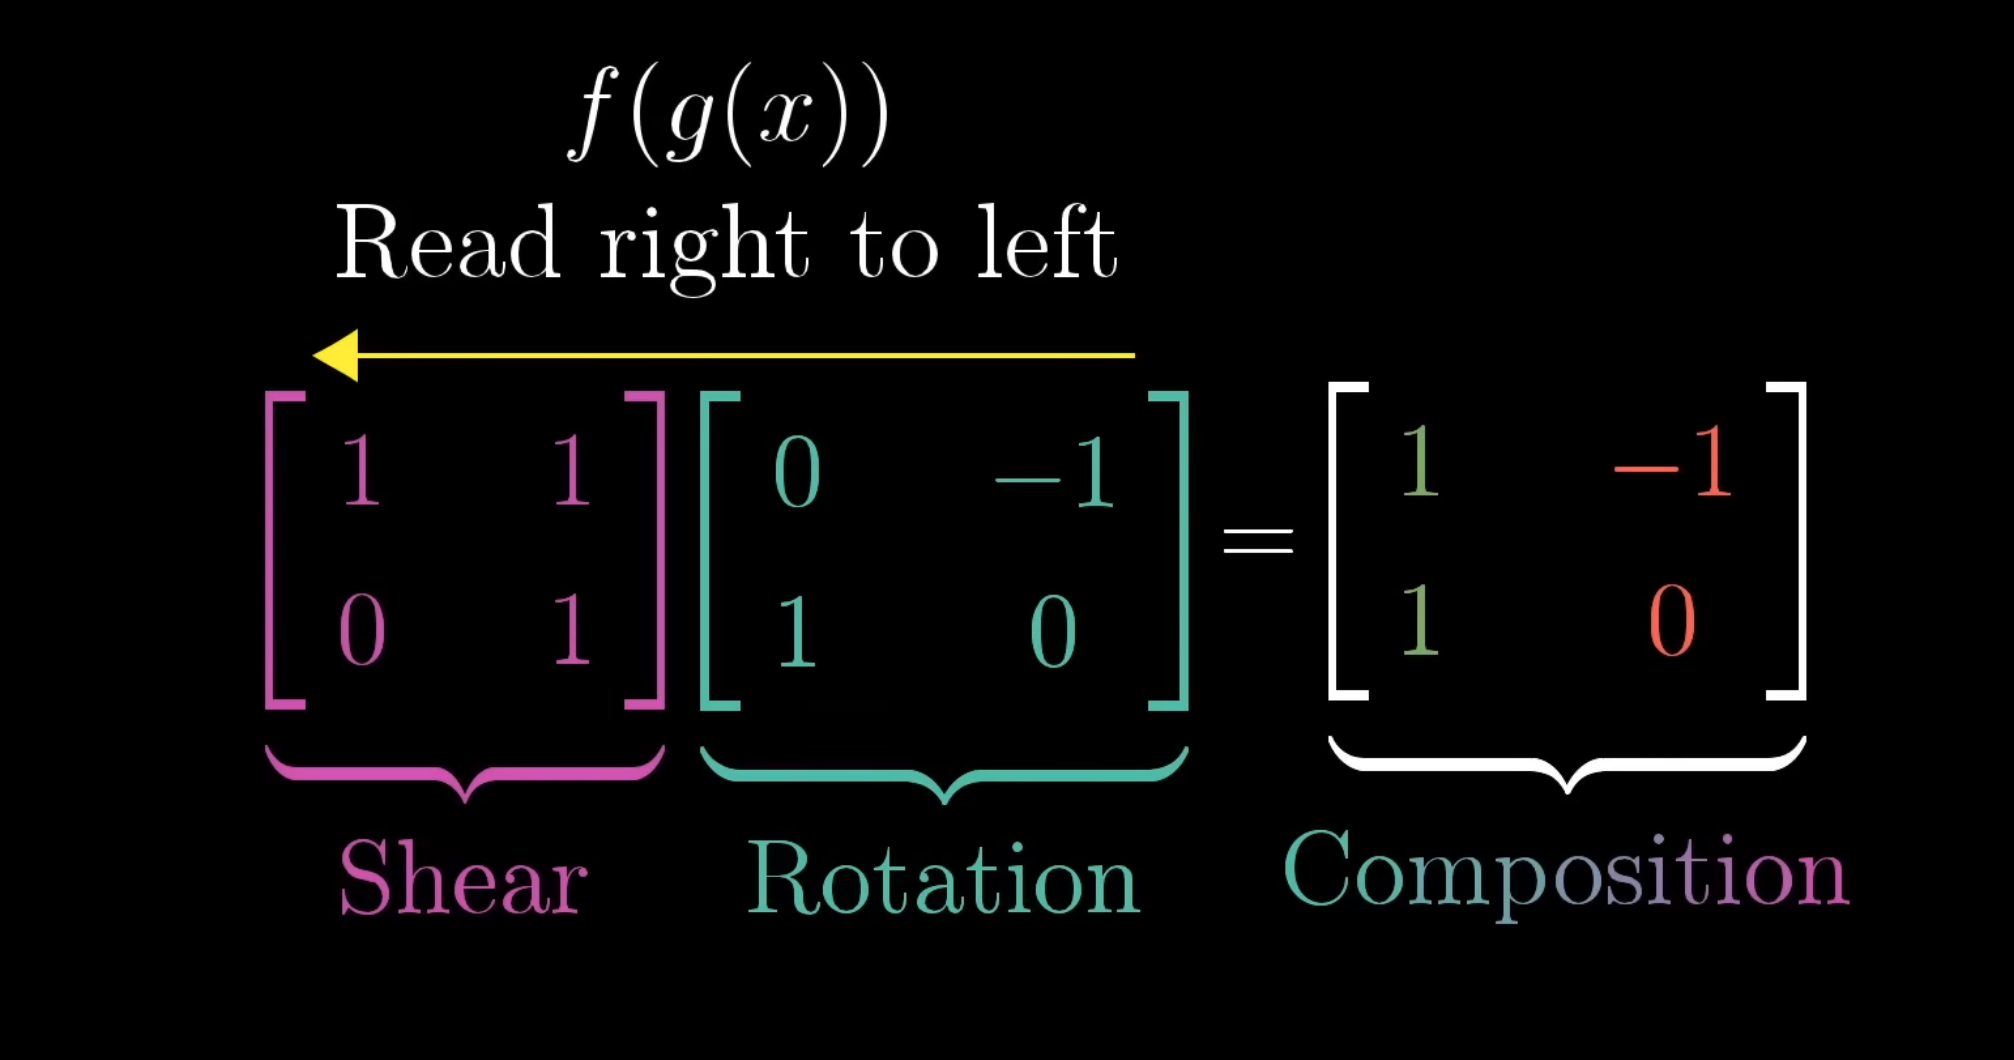 f(g(x))
Read right to left
1 1 0 −1 1 −1
0 1 1 0 = 1 0
Shear Rotation Composition